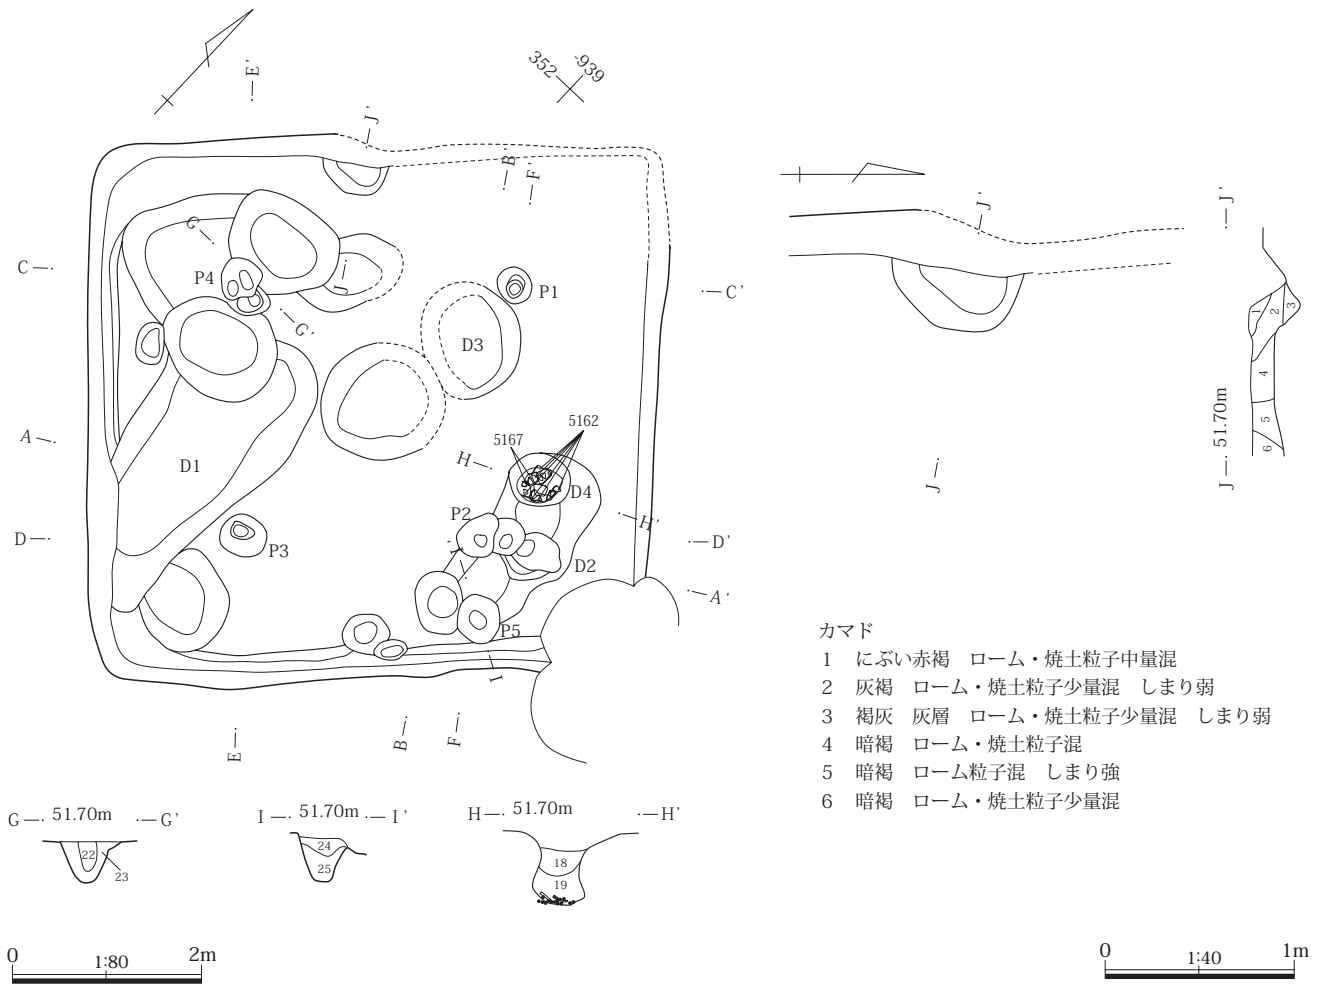 E'
352
-939
J'
B'
F'
G
C
P4
J
P1
C'
G'
D3
5162
5167
A
H
D1
D4
P2
H'
D
P3
I'
D2
D'
A'
P5
I
E
B
F
G 51.70m G'
22
23
I 51.70m I'
24
25
H 51.70m H'
18
19
0 1:80 2m
J'
J
J'
1
2
3
4
5
6
J 51.70m
カマド
1 にぶい赤褐 ローム・焼土粒子中量混
2 灰褐 ローム・焼土粒子少量混 しまり弱
3 褐灰 灰層 ローム・焼土粒子少量混 しまり弱
4 暗褐 ローム・焼土粒子混
5 暗褐 ローム粒子混 しまり強
6 暗褐 ローム・焼土粒子少量混
0 1:40 1m